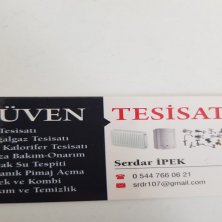 ÜVEN TESİSAT
Tesisatı
algaz Tesisatı
Kalorifer Tesisatı
za Bakım-Onarım
ak Su Tespiti
anik Pimaj Açma
ek ve Kombi
kım ve Temizlik
Serdar İPEK
0 544 766 06 21
srdr107@gmail.com